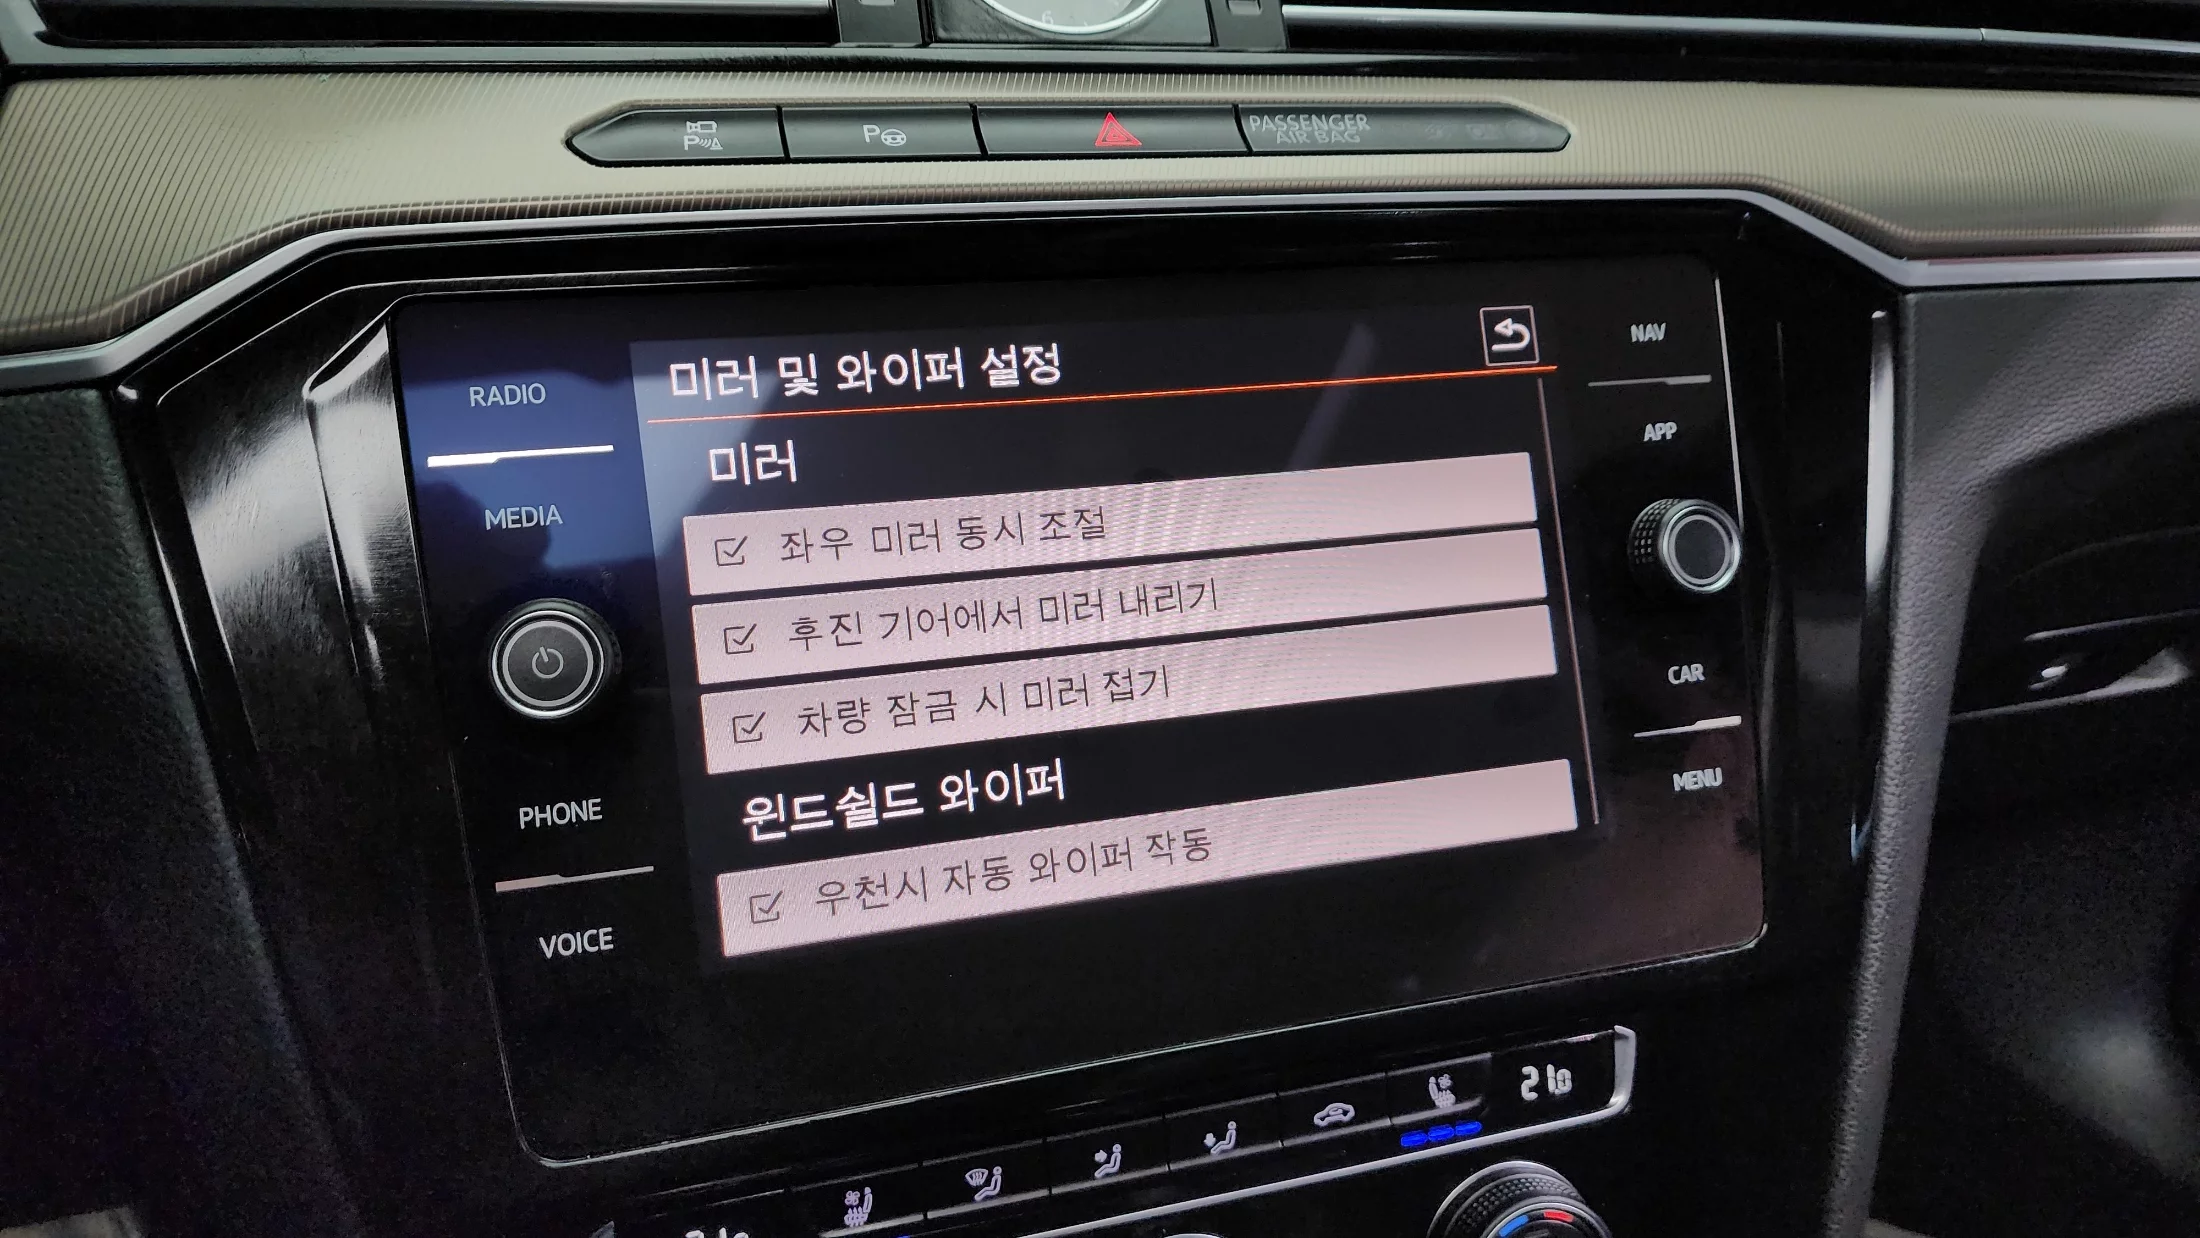 6
PASSENGER
AIR BAG
P
P
미러 및 와이퍼 설정
RADIO
NAV
미러
APP
좌우 미러 동시 조절
MEDIA
후진 기어에서 미러 내리기
차량 잠금 시 미러 접기
CAR
윈드쉴드 와이퍼
MENU
PHONE
우천시 자동 와이퍼 작동
VOICE
21.0